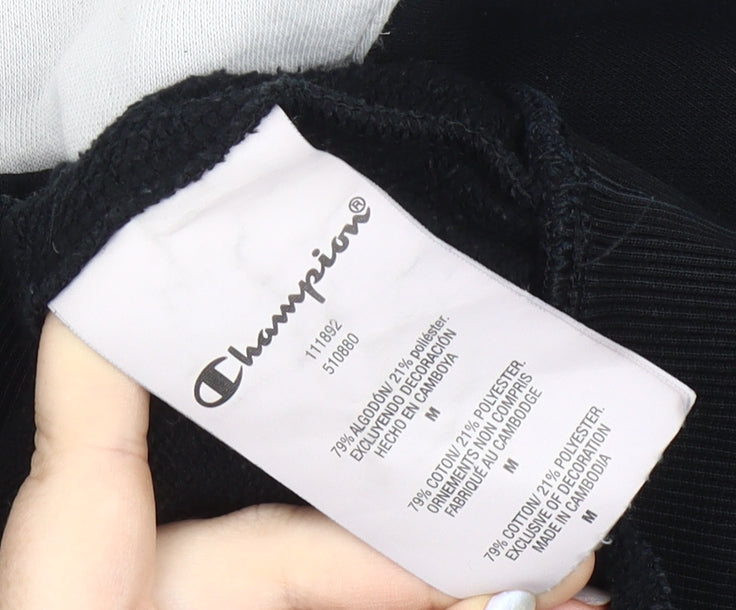 Champion®
111892
510880
79% ALGODÓN/ 21% poliéster.
EXCLUYENDO DECORACIÓN
HECHO EN CAMBOYA
M
79% COTON/ 21% POLYESTER.
ORNEMENTS NON COMPRIS
FABRIQUÉ AU CAMBODGE
M
79% COTTON/ 21% POLYESTER.
EXCLUSIVE OF DECORATION
MADE IN CAMBODIA
M